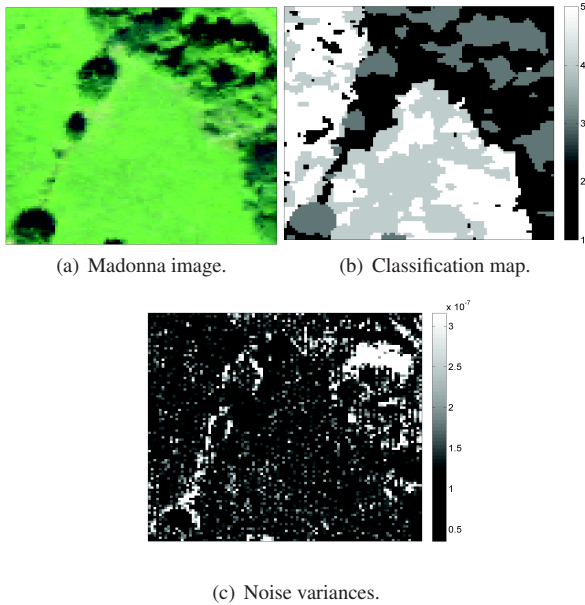 5
4
3
2
1
(a) Madonna image.
(b) Classification map.
x 10⁻⁷
3
2.5
2
1.5
1
0.5
(c) Noise variances.